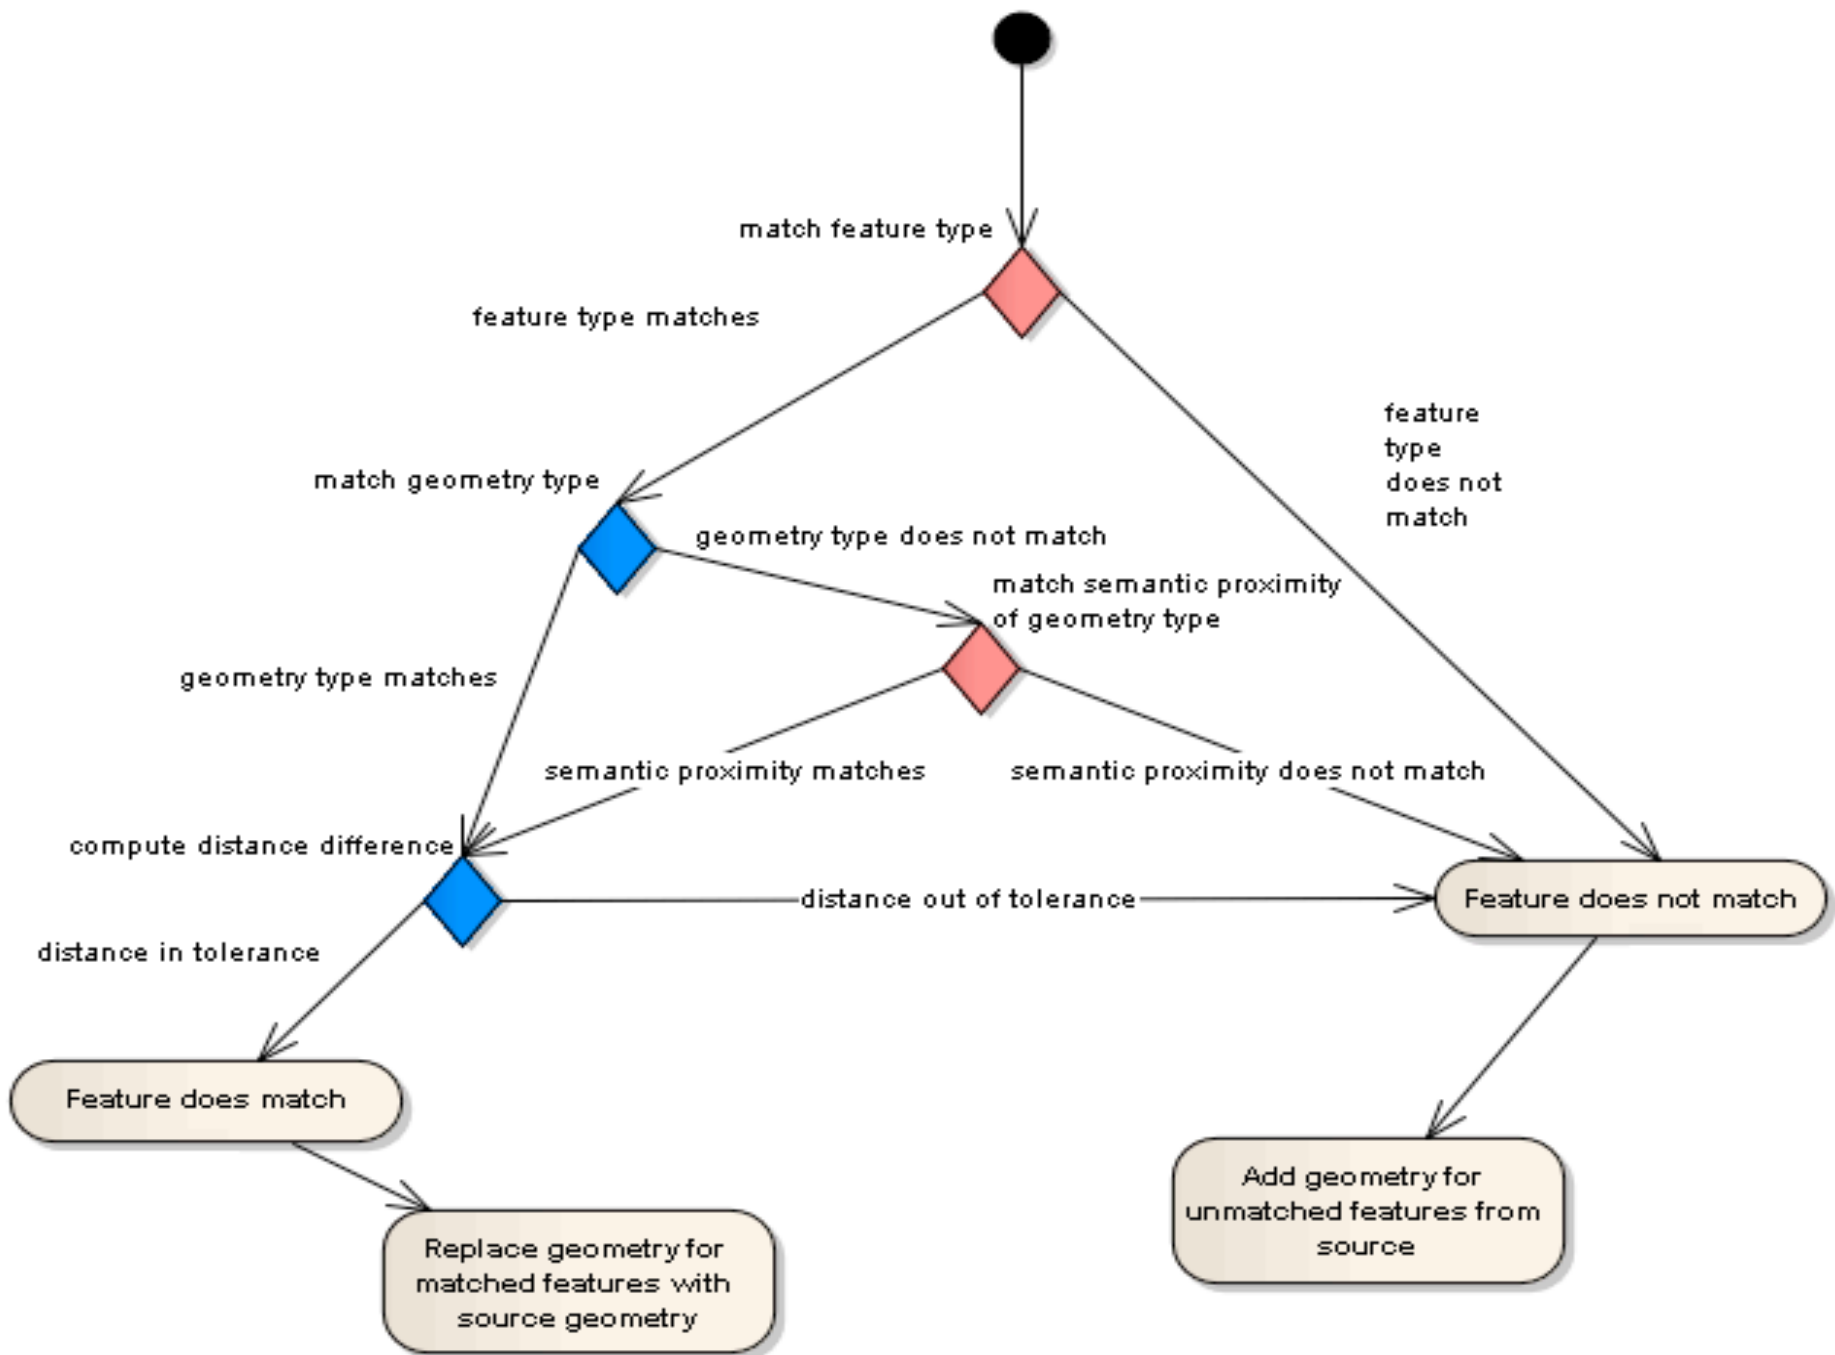 match feature type
feature type matches
feature
type
does not
match
match geometry type
geometry type does not match
match semantic proximity
of geometry type
geometry type matches
semantic proximity matches
semantic proximity does not match
compute distance difference
distance out of tolerance
Feature does not match
distance in tolerance
Feature does match
Add geometry for
unmatched features from
source
Replace geometry for
matched features with
source geometry